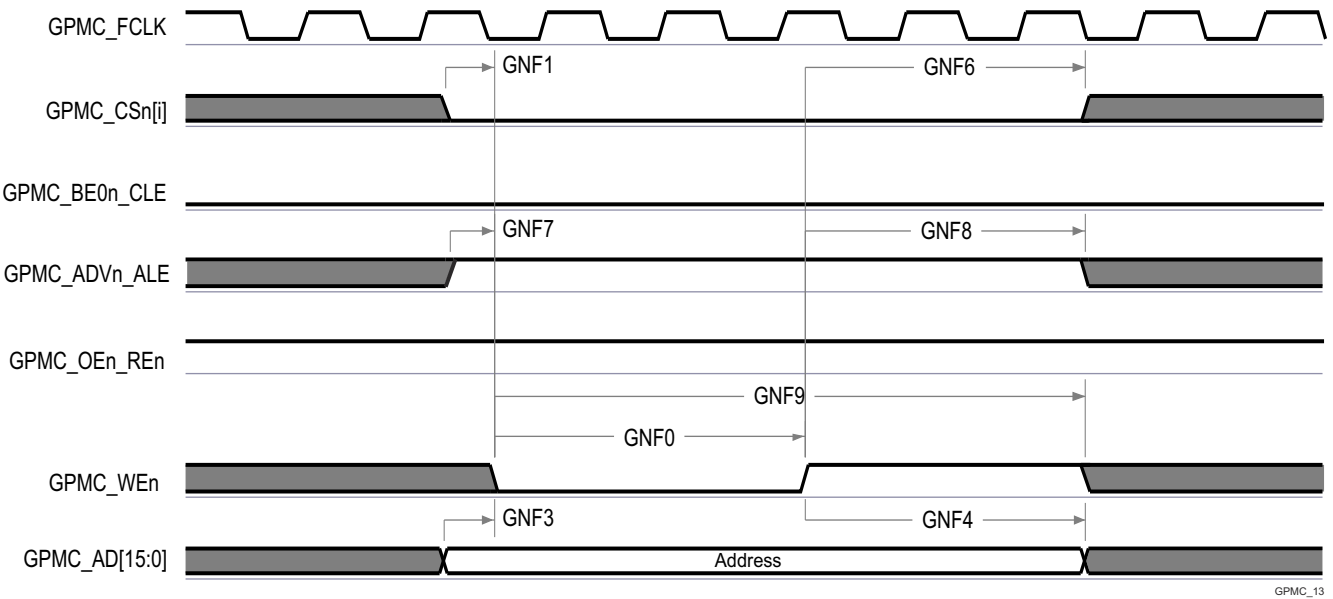 GPMC_FCLK
GNF1
GNF6
GPMC_CSn[i]
GPMC_BE0n_CLE
GNF7
GNF8
GPMC_ADVn_ALE
GPMC_OEn_REn
GNF9
GNF0
GPMC_WEn
GNF3
GNF4
GPMC_AD[15:0]
Address
GPMC_13